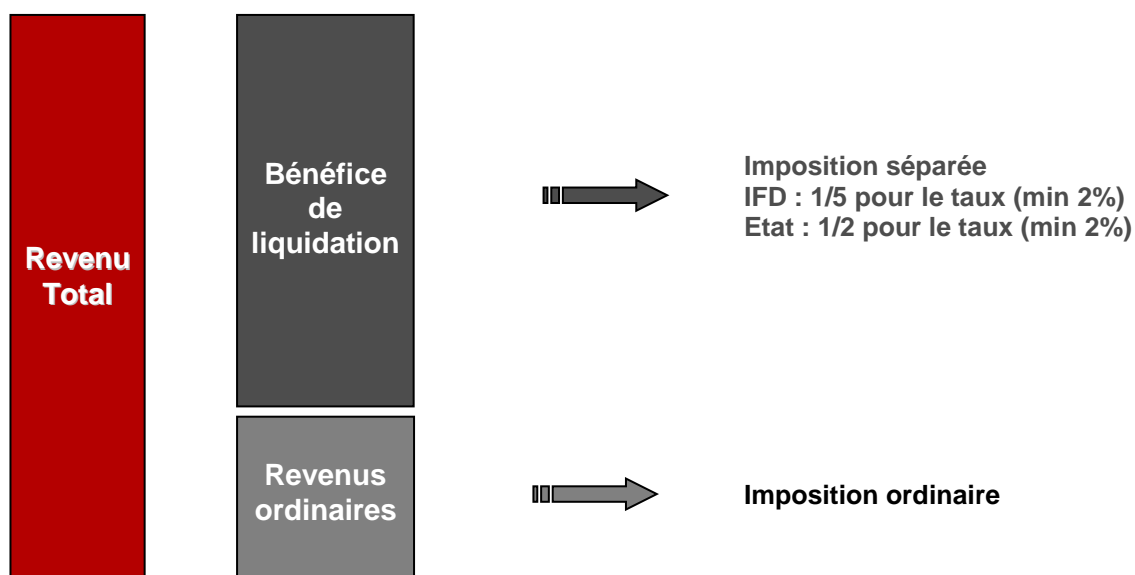 Revenu
Total
Bénéfice
de
liquidation
Imposition séparée
IFD : 1/5 pour le taux (min 2%)
Etat : 1/2 pour le taux (min 2%)
Revenus
ordinaires
Imposition ordinaire